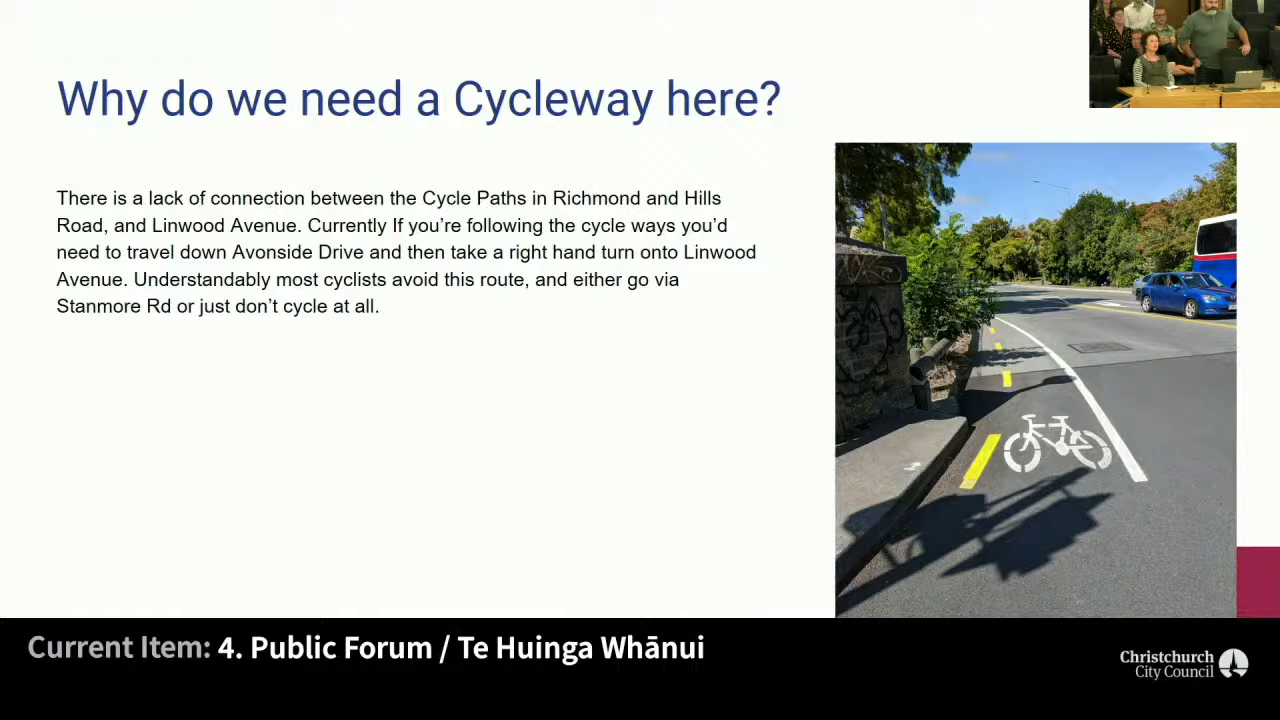 Why do we need a Cycleway here?
There is a lack of connection between the Cycle Paths in Richmond and Hills
Road, and Linwood Avenue. Currently If you’re following the cycle ways you’d
need to travel down Avonside Drive and then take a right hand turn onto Linwood
Avenue. Understandably most cyclists avoid this route, and either go via
Stanmore Rd or just don’t cycle at all.
Current Item: 4. Public Forum / Te Huinga Whānui
Christchurch
City Council